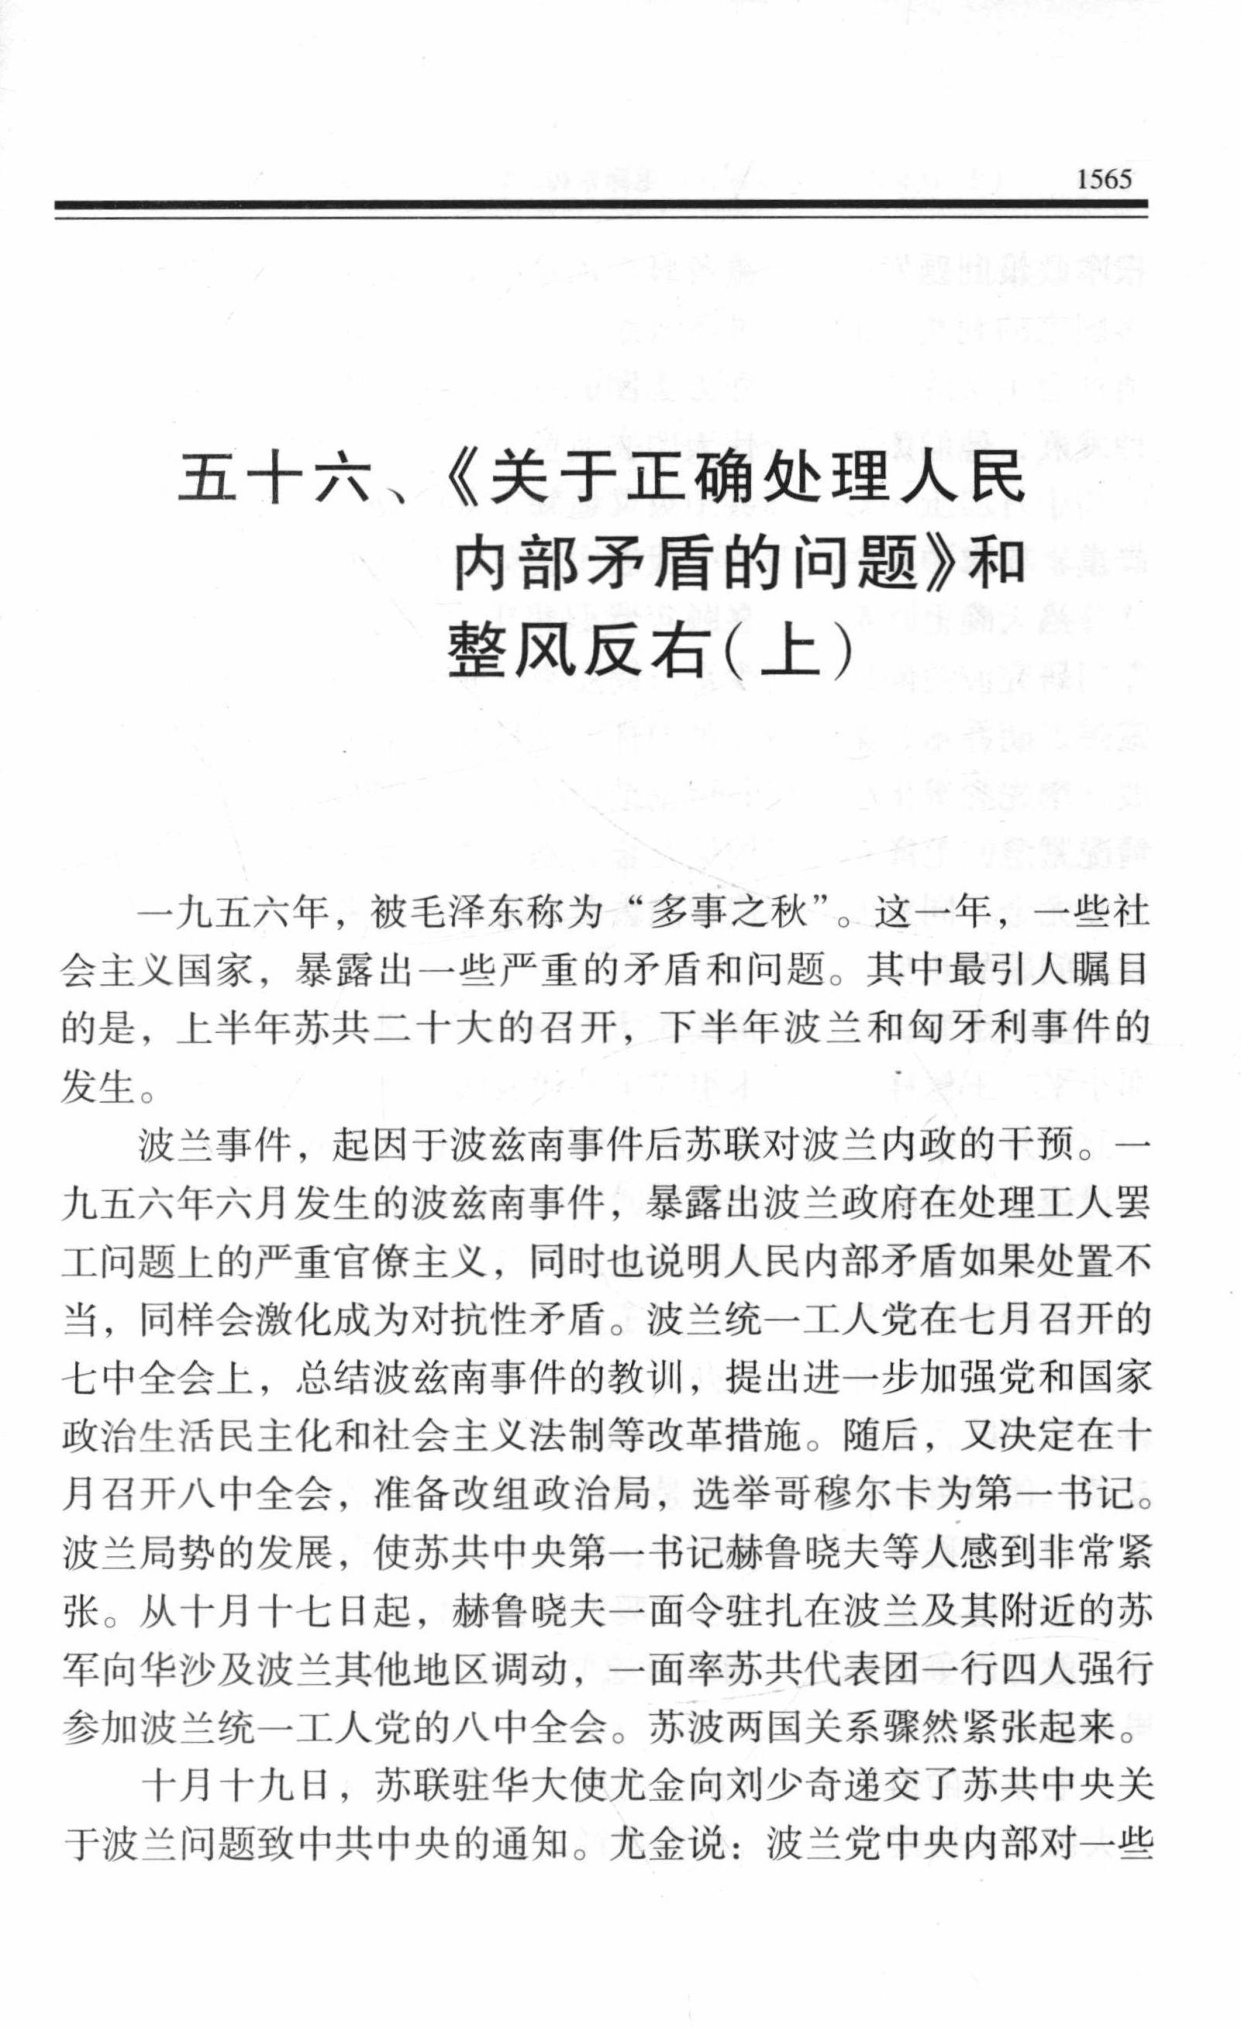 1565
五十六、《关于正确处理人民
内部矛盾的问题》和
整风反右(上)
一九五六年，被毛泽东称为“多事之秋”。这一年，一些社
会主义国家，暴露出一些严重的矛盾和问题。其中最引人瞩目
的是，上半年苏共二十大的召开，下半年波兰和匈牙利事件的
发生。
波兰事件，起因于波兹南事件后苏联对波兰内政的干预。一
九五六年六月发生的波兹南事件，暴露出波兰政府在处理工人罢
工问题上的严重官僚主义，同时也说明人民内部矛盾如果处置不
当，同样会激化成为对抗性矛盾。波兰统一工人党在七月召开的
七中全会上，总结波兹南事件的教训，提出进一步加强党和国家
政治生活民主化和社会主义法制等改革措施。随后，又决定在十
月召开八中全会，准备改组政治局，选举哥穆尔卡为第一书记。
波兰局势的发展，使苏共中央第一书记赫鲁晓夫等人感到非常紧
张。从十月十七日起，赫鲁晓夫一面令驻扎在波兰及其附近的苏
军向华沙及波兰其他地区调动，一面率苏共代表团一行四人强行
参加波兰统一工人党的八中全会。苏波两国关系骤然紧张起来。
十月十九日，苏联驻华大使尤金向刘少奇递交了苏共中央关
于波兰问题致中共中央的通知。尤金说：波兰党中央内部对一些